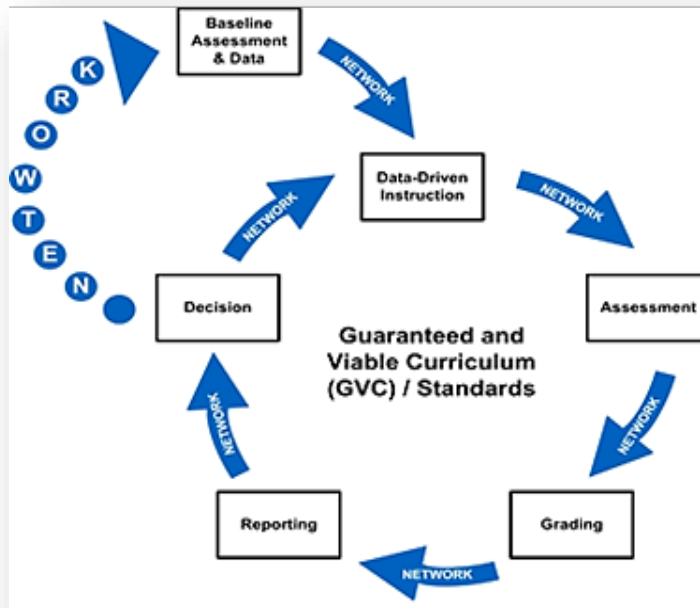 Baseline
Assessment
& Data
NETWORK
Data-Driven
Instruction
NETWORK
Assessment
NETWORK
Grading
NETWORK
Reporting
NETWORK
Decision
NETWORK
NETWORK
Guaranteed and
Viable Curriculum
(GVC) / Standards